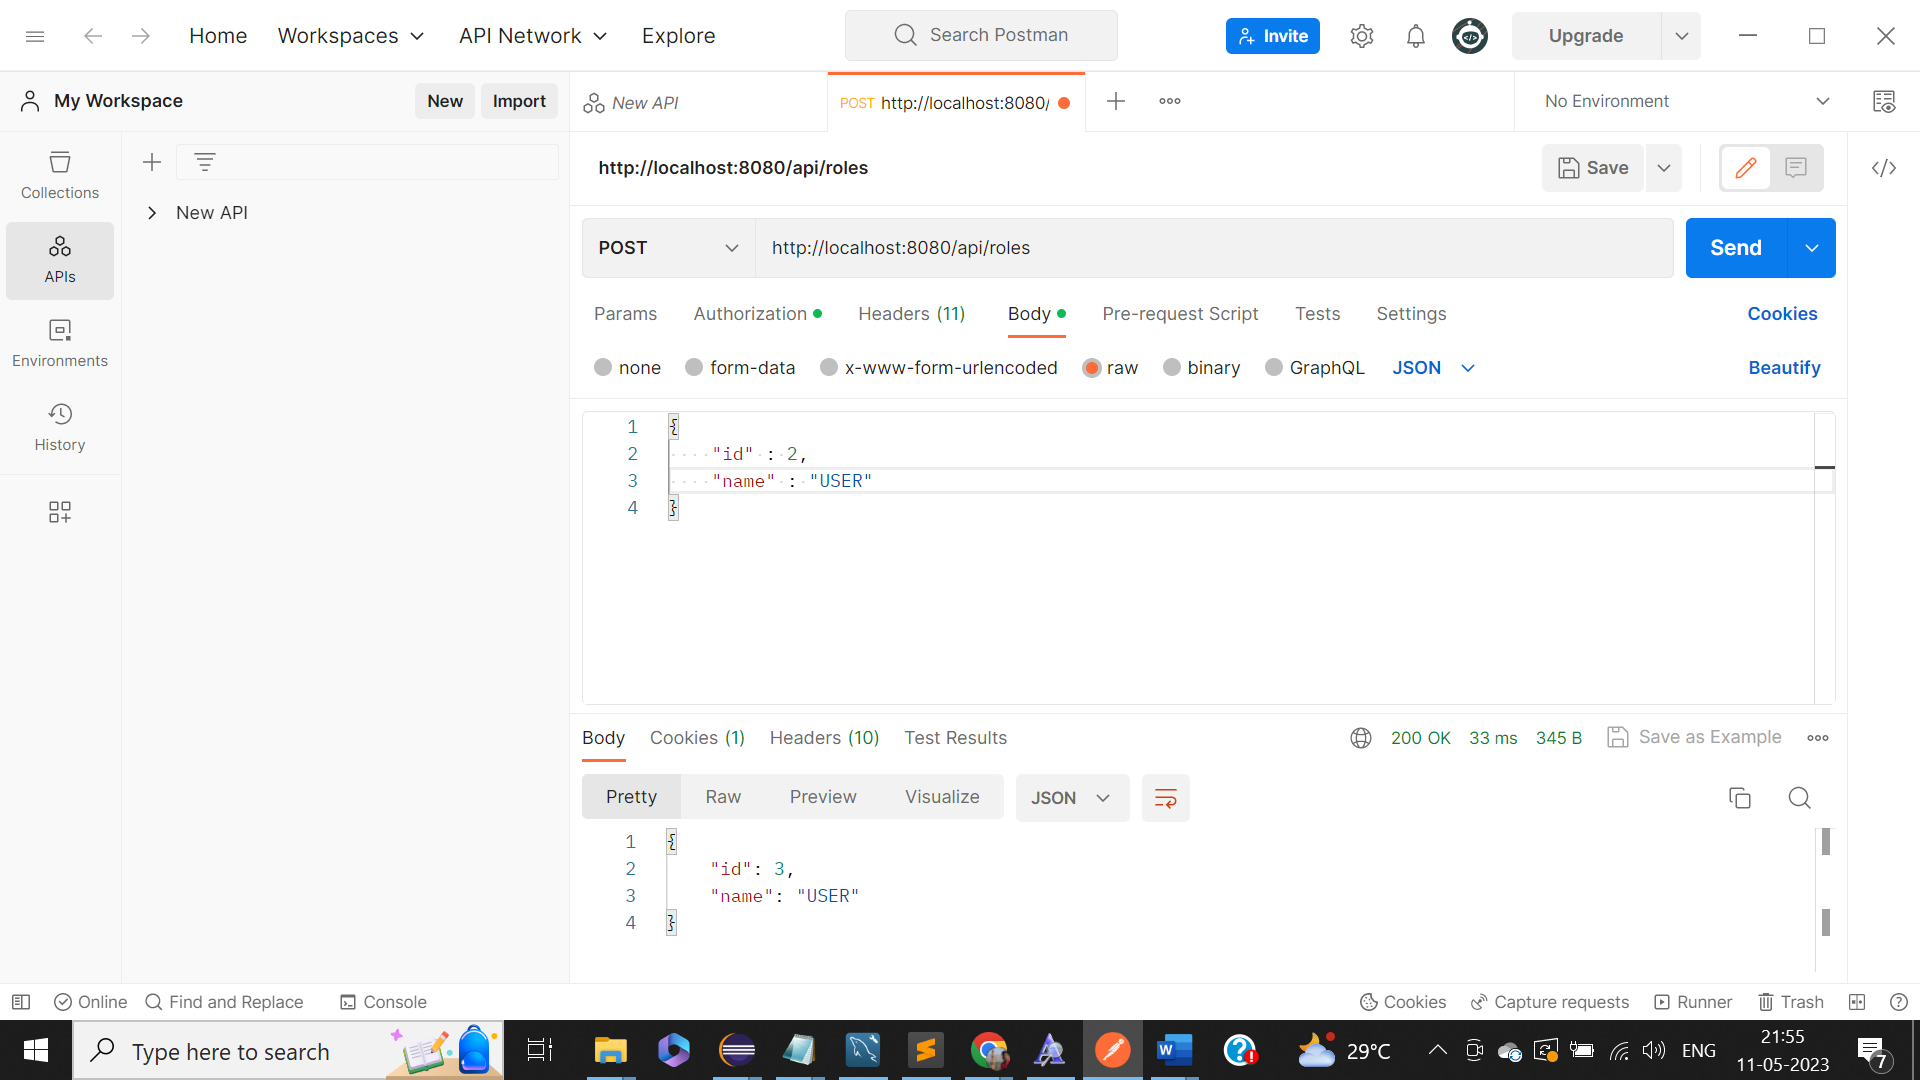 Home Workspaces API Network Explore Search Postman Invite Upgrade
My Workspace New Import New API POST http://localhost:8080/ No Environment
Collections
APIs
Environments
History
New API
http://localhost:8080/api/roles Save
POST http://localhost:8080/api/roles Send
Params Authorization Headers (11) Body Pre-request Script Tests Settings Cookies
none form-data x-www-form-urlencoded raw binary GraphQL JSON Beautify
1 {
2 "id" : 2,
3 "name" : "USER"
4 }
Body Cookies (1) Headers (10) Test Results 200 OK 33 ms 345 B Save as Example
Pretty Raw Preview Visualize JSON
1 {
2 "id": 3,
3 "name": "USER"
4 }
Online Find and Replace Console Cookies Capture requests Runner Trash
Type here to search 29°C ENG 21:55
11-05-2023 7